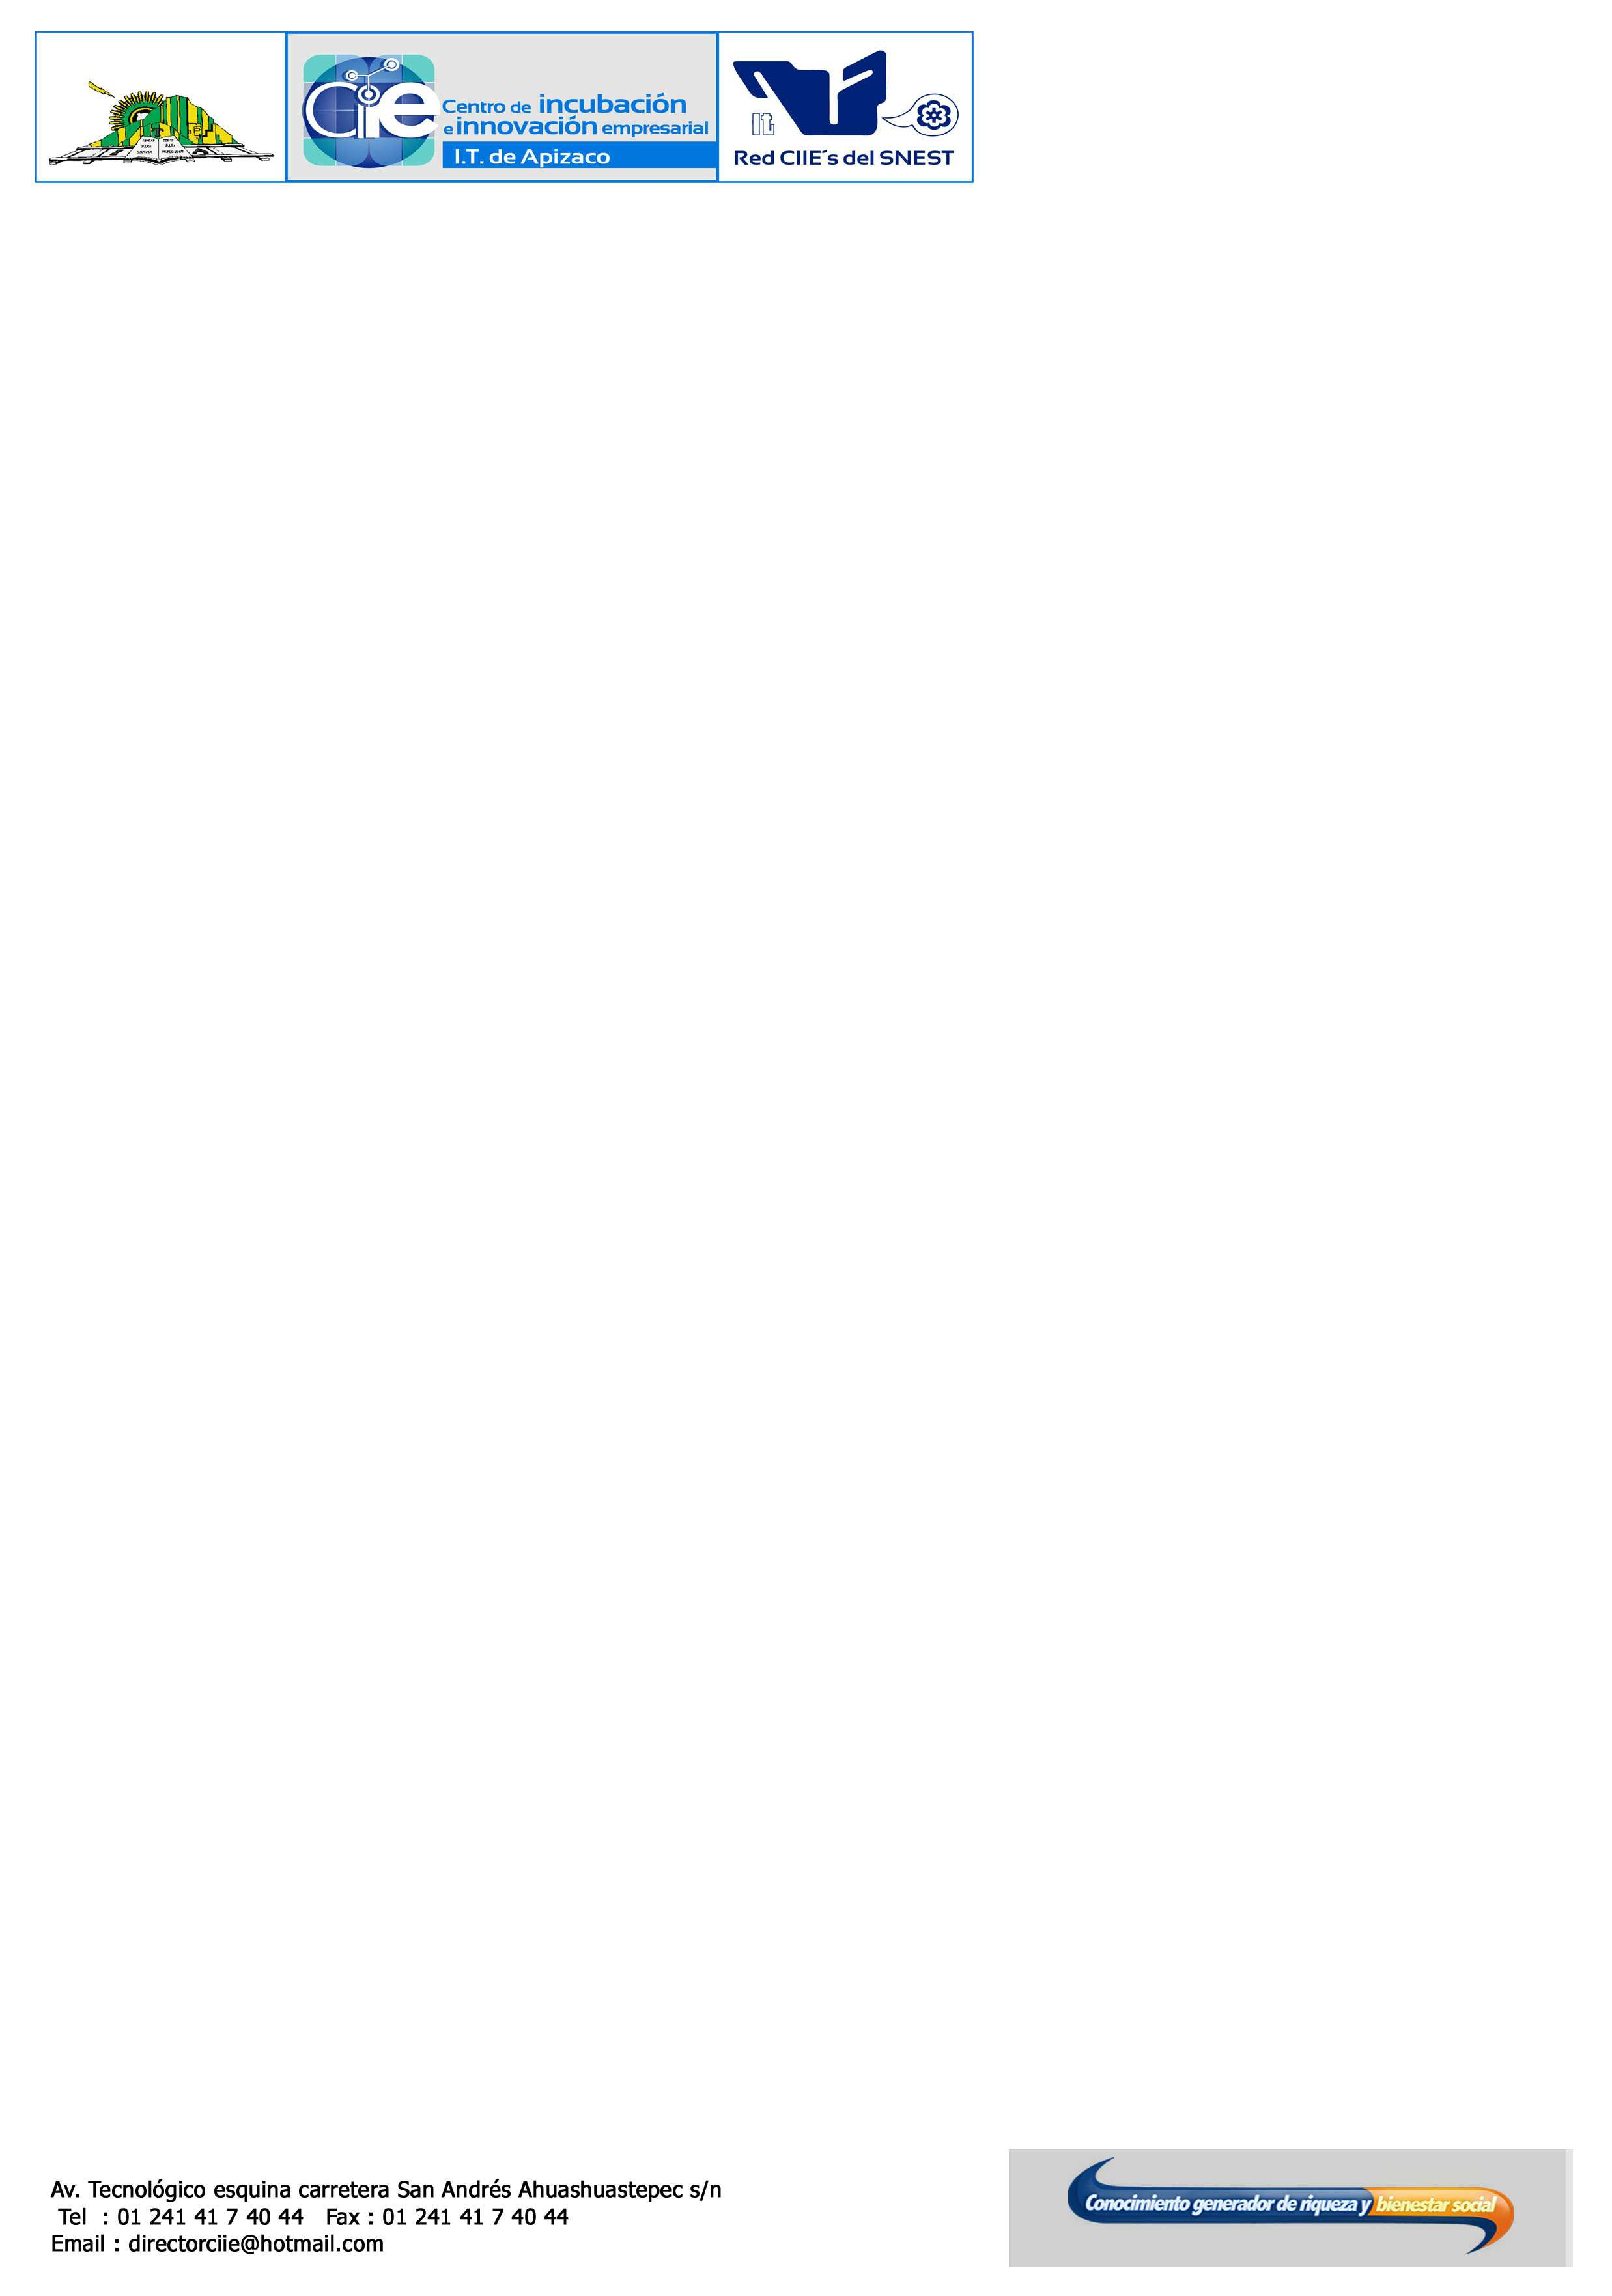 Ciie
Centro de incubación
e innovación empresarial
I.T. de Apizaco
It
Red CIIE´s del SNEST
Av. Tecnológico esquina carretera San Andrés Ahuashuastepec s/n
Tel : 01 241 41 7 40 44 Fax : 01 241 41 7 40 44
Email : directorciie@hotmail.com
Conocimiento generador de riqueza y bienestar social